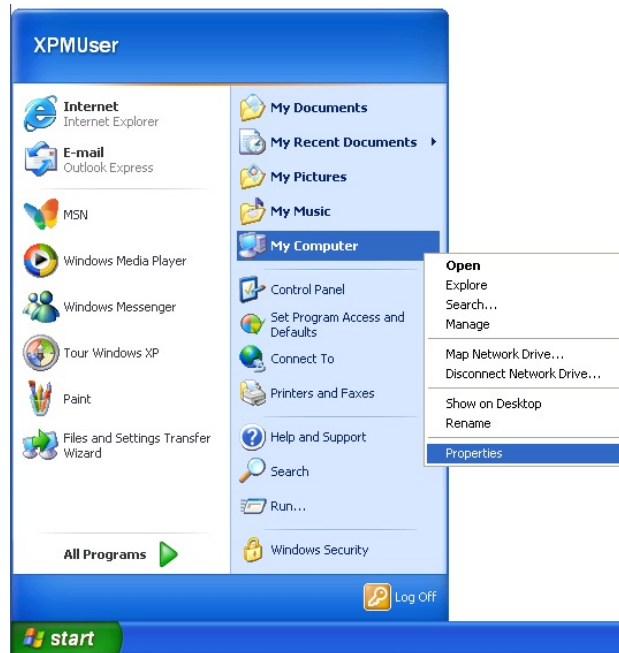 XPMUser
Internet
Internet Explorer
E-mail
Outlook Express
MSN
Windows Media Player
Windows Messenger
Tour Windows XP
Paint
Files and Settings Transfer
Wizard
All Programs
My Documents
My Recent Documents
My Pictures
My Music
My Computer
Control Panel
Set Program Access and
Defaults
Connect To
Printers and Faxes
Help and Support
Search
Run...
Windows Security
Open
Explore
Search...
Manage
Map Network Drive...
Disconnect Network Drive...
Show on Desktop
Rename
Properties
Log Off
start